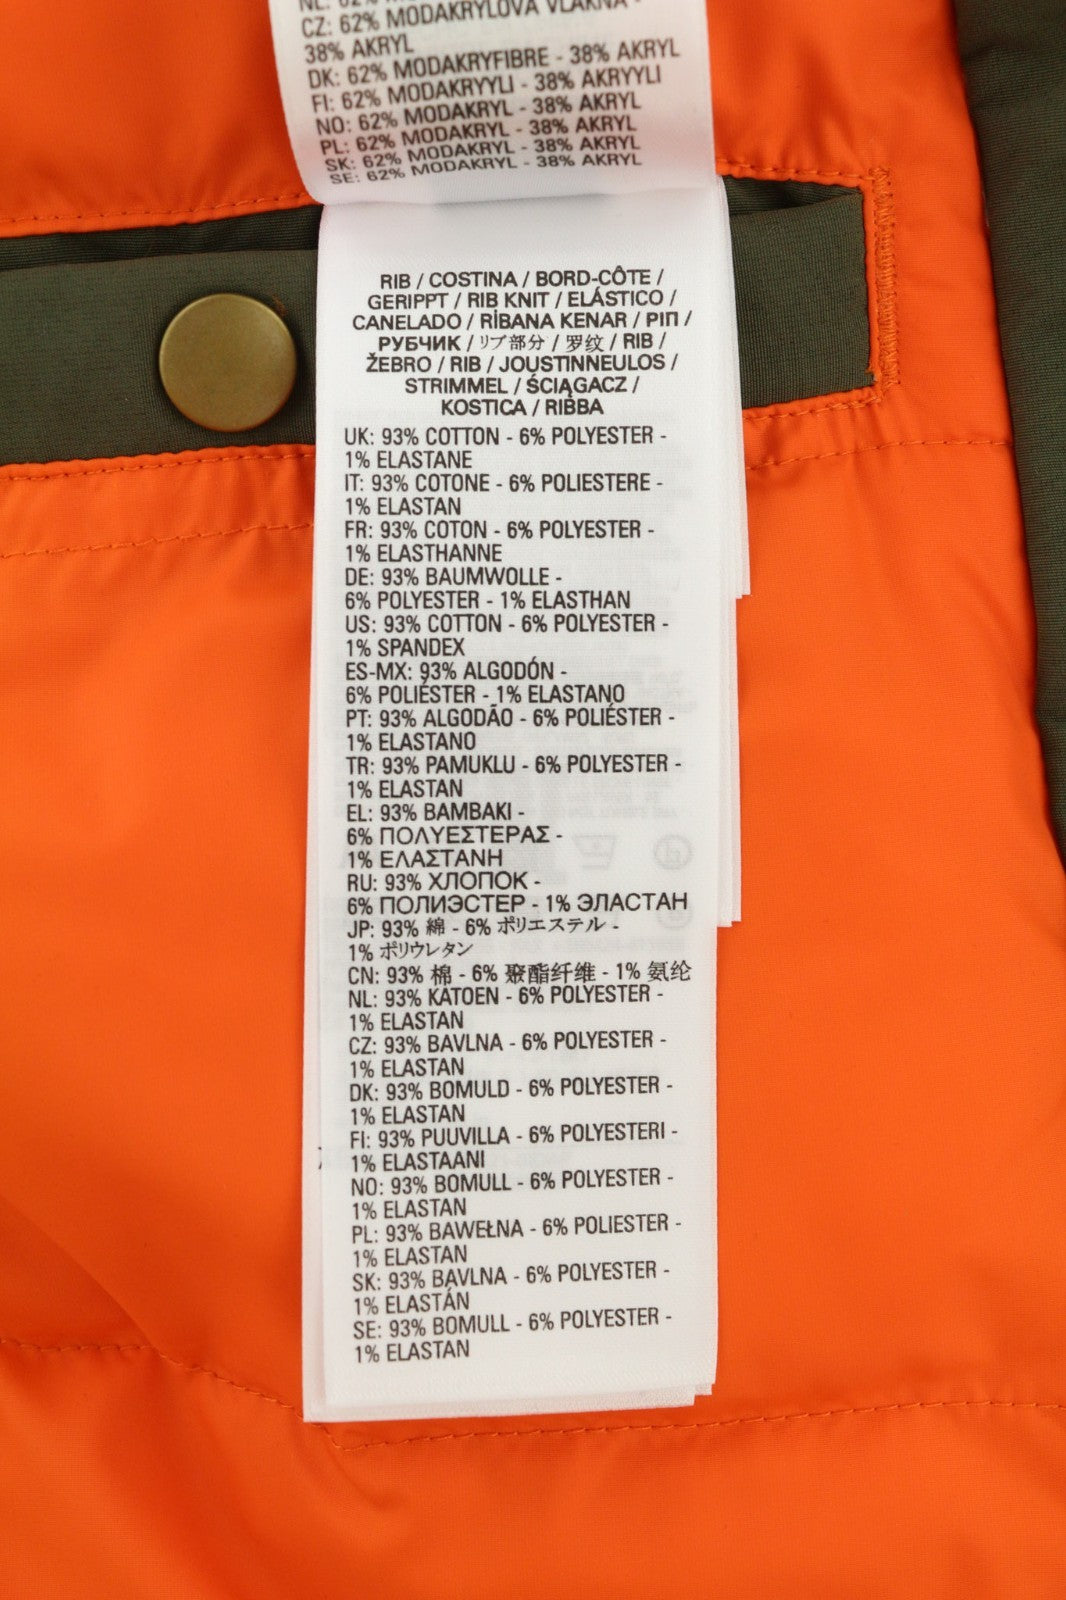 CZ: 62% MODAKRYLOVÁ VLÁKNA -
38% AKRYL
DK: 62% MODAKRYFIBRE - 38% AKRYL
FI: 62% MODAKRYYLI - 38% AKRYYLI
NO: 62% MODAKRYL - 38% AKRYL
PL: 62% MODAKRYL - 38% AKRYL
SK: 62% MODAKRYL - 38% AKRYL
SE: 62% MODAKRYL - 38% AKRYL
RIB / COSTINA / BORD-CÔTE /
GERIPPT / RIB KNIT / ELÁSTICO /
CANELADO / RİBANA KENAR / ΡΙΠ /
РУБЧИК / リブ部分 / 罗纹 / RIB /
ŽEBRO / RIB / JOUSTINNEULOS /
STRIMMEL / ŚCIĄGACZ /
KOSTICA / RIBBA
UK: 93% COTTON - 6% POLYESTER -
1% ELASTANE
IT: 93% COTONE - 6% POLIESTERE -
1% ELASTAN
FR: 93% COTON - 6% POLYESTER -
1% ELASTHANNE
DE: 93% BAUMWOLLE -
6% POLYESTER - 1% ELASTHAN
US: 93% COTTON - 6% POLYESTER -
1% SPANDEX
ES-MX: 93% ALGODÓN -
6% POLIÉSTER - 1% ELASTANO
PT: 93% ALGODÃO - 6% POLIÉSTER -
1% ELASTANO
TR: 93% PAMUKLU - 6% POLYESTER -
1% ELASTAN
EL: 93% BAMBAKI -
6% ΠΟΛΥΕΣΤΕΡΑΣ -
1% ΕΛΑΣΤΑΝΗ
RU: 93% ХЛОПОК -
6% ПОЛИЭСТЕР - 1% ЭЛАСТАН
JP: 93% 綿 - 6% ポリエステル -
1% ポリウレタン
CN: 93% 棉 - 6% 聚酯纤维 - 1% 氨纶
NL: 93% KATOEN - 6% POLYESTER -
1% ELASTAN
CZ: 93% BAVLNA - 6% POLYESTER -
1% ELASTAN
DK: 93% BOMULD - 6% POLYESTER -
1% ELASTAN
FI: 93% PUUVILLA - 6% POLYESTERI -
1% ELASTAANI
NO: 93% BOMULL - 6% POLYESTER -
1% ELASTAN
PL: 93% BAWEŁNA - 6% POLIESTER -
1% ELASTAN
SK: 93% BAVLNA - 6% POLYESTER -
1% ELASTÁN
SE: 93% BOMULL - 6% POLYESTER -
1% ELASTAN